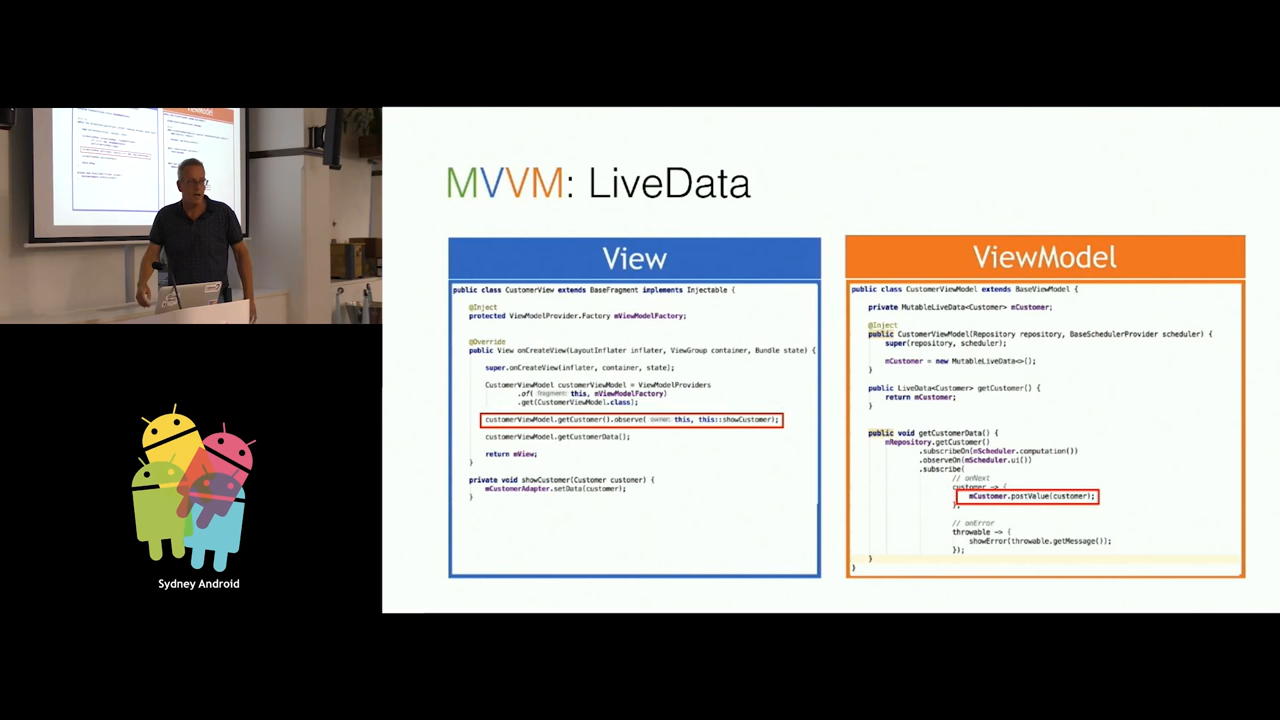 MVVM: LiveData
View
public class CustomerView extends BaseFragment implements Injectable {
@Inject
protected ViewModelProvider.Factory mViewModelFactory;
@Override
public View onCreateView(LayoutInflater inflater, ViewGroup container, Bundle state) {
super.onCreateView(inflater, container, state);
CustomerViewModel customerViewModel = ViewModelProviders
.of( fragment: this, mViewModelFactory)
.get(CustomerViewModel.class);
customerViewModel.getCustomer().observe( owner: this, this::showCustomer);
customerViewModel.getCustomerData();
return mView;
}
private void showCustomer(Customer customer) {
mCustomerAdapter.setData(customer);
}
ViewModel
public class CustomerViewModel extends BaseViewModel {
private MutableLiveData<Customer> mCustomer;
@Inject
public CustomerViewModel(Repository repository, BaseSchedulerProvider scheduler) {
super(repository, scheduler);
mCustomer = new MutableLiveData<>();
}
public LiveData<Customer> getCustomer() {
return mCustomer;
}
public void getCustomerData() {
mRepository.getCustomer()
.subscribeOn(mScheduler.computation())
.observeOn(mScheduler.ui())
.subscribe(
// onNext
customer -> {
mCustomer.postValue(customer);
},
// onError
throwable -> {
showError(throwable.getMessage());
});
}
}
Sydney Android